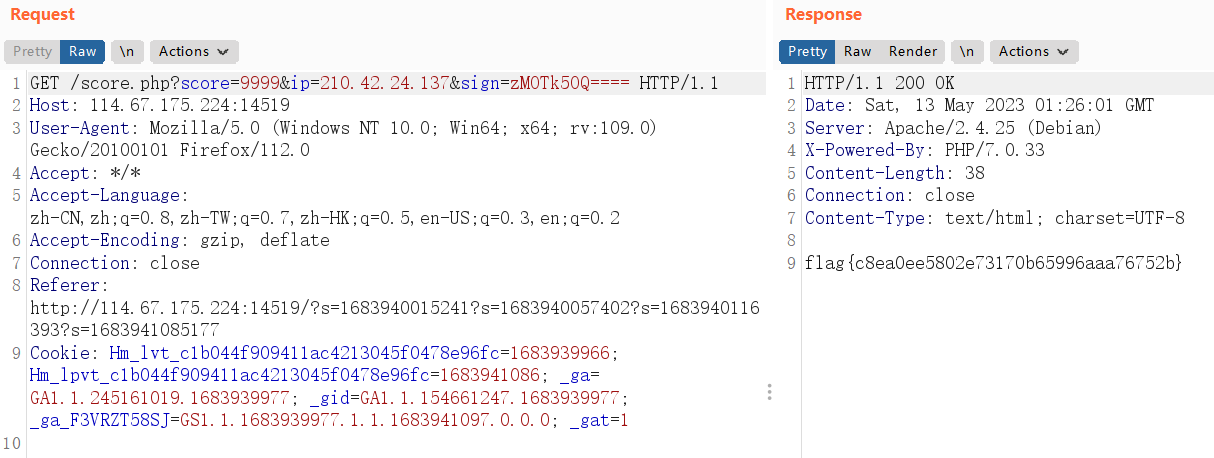 Request
Pretty Raw \n Actions
1 GET /score.php?score=9999&ip=210.42.24.137&sign=zMOTk5OQ==== HTTP/1.1
2 Host: 114.67.175.224:14519
3 User-Agent: Mozilla/5.0 (Windows NT 10.0; Win64; x64; rv:109.0)
Gecko/20100101 Firefox/112.0
4 Accept: */*
5 Accept-Language:
zh-CN,zh;q=0.8,zh-TW;q=0.7,zh-HK;q=0.5,en-US;q=0.3,en;q=0.2
6 Accept-Encoding: gzip, deflate
7 Connection: close
8 Referer:
http://114.67.175.224:14519/?s=1683940015241?s=1683940057402?s=1683940116
393?s=1683941085177
9 Cookie: Hm_lvt_c1b044f909411ac4213045f0478e96fc=1683939966;
Hm_lpvt_c1b044f909411ac4213045f0478e96fc=1683941086; _ga=
GA1.1.245161019.1683939977; _gid=GA1.1.154661247.1683939977;
_ga_F3VRZT58SJ=GS1.1.1683939977.1.1.1683941097.0.0.0; _gat=1
10
Response
Pretty Raw Render \n Actions
1 HTTP/1.1 200 OK
2 Date: Sat, 13 May 2023 01:26:01 GMT
3 Server: Apache/2.4.25 (Debian)
4 X-Powered-By: PHP/7.0.33
5 Content-Length: 38
6 Connection: close
7 Content-Type: text/html; charset=UTF-8
8
9 flag{c8ea0ee5802e73170b65996aaa76752b}